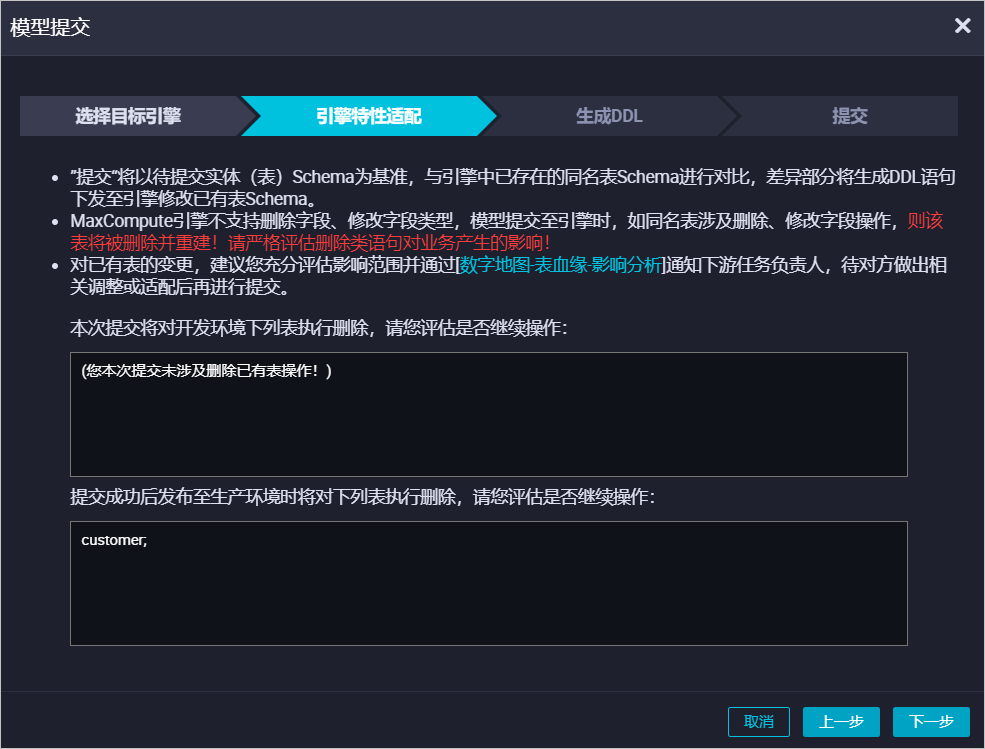 模型提交
选择目标引擎
引擎特性适配
生成DDL
提交
"提交"将以待提交实体（表）Schema为基准，与引擎中已存在的同名表Schema进行对比，差异部分将生成DDL语句
下发至引擎修改已有表Schema。
MaxCompute引擎不支持删除字段、修改字段类型，模型提交至引擎时，如同名表涉及删除、修改字段操作，则该
表将被删除并重建！请严格评估删除类语句对业务产生的影响！
对已有表的变更，建议您充分评估影响范围并通过[数字地图-表血缘-影响分析]通知下游任务负责人，待对方做出相
关调整或适配后再进行提交。
本次提交将对开发环境下列表执行删除，请您评估是否继续操作：
(您本次提交未涉及删除已有表操作！)
提交成功后发布至生产环境时将对下列表执行删除，请您评估是否继续操作：
customer;
取消
上一步
下一步